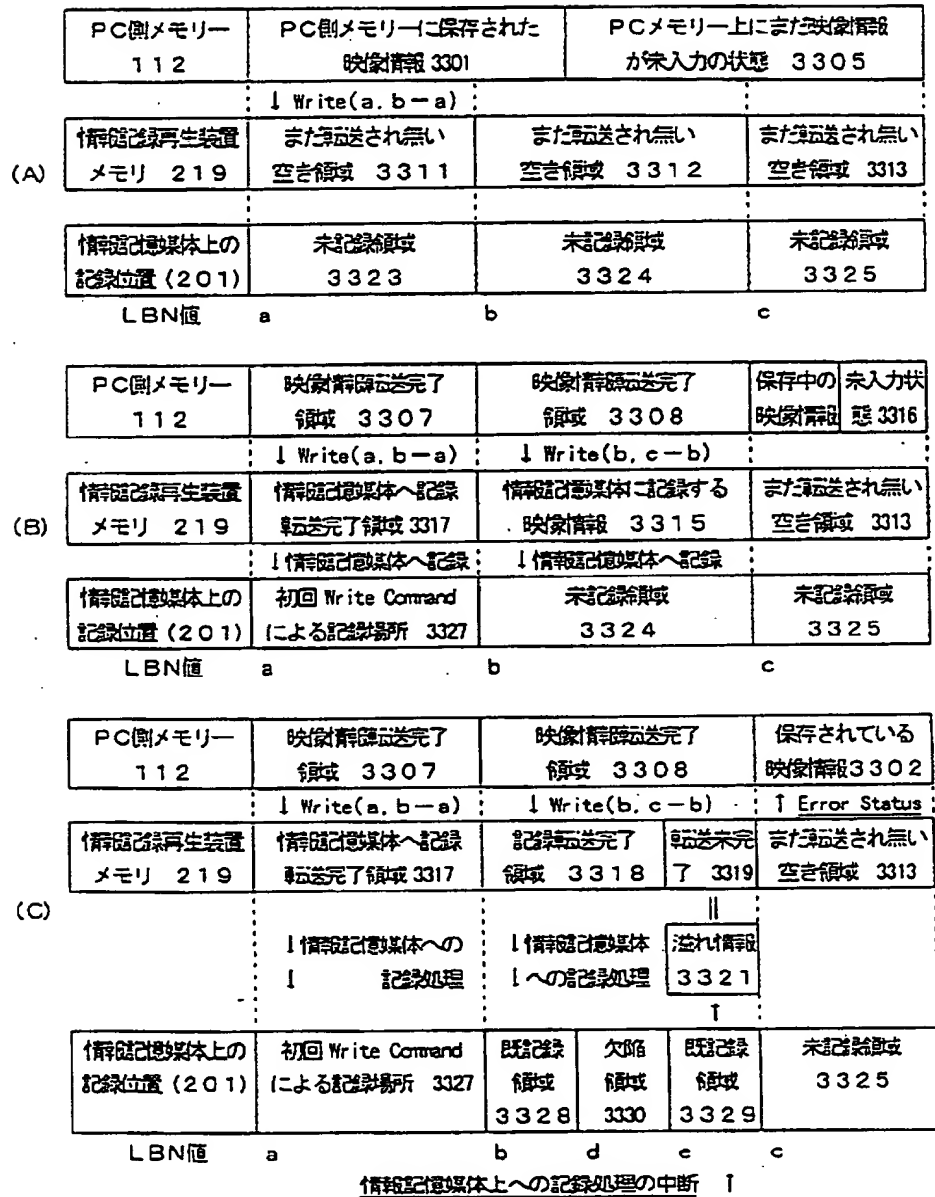 PC側メモリー PC側メモリーに保存された PCメモリー上にまだ映像情報
112 映像情報 3301 が未入力の状態 3305
↓ Write(a, b−a)
情報記録再生装置 まだ転送され無い まだ転送され無い まだ転送され無い
(A) メモリ 219 空き領域 3311 空き領域 3312 空き領域 3313
情報記憶媒体上の 未記録領域 未記録領域 未記録領域
記録位置(201) 3323 3324 3325
LBN値 a b c
PC側メモリー 映像情報転送完了 映像情報転送完了 保存中の 未入力状
112 領域 3307 領域 3308 映像情報 態 3316
↓ Write(a, b−a) ↓ Write(b, c−b)
情報記録再生装置 情報記憶媒体へ記録 情報記憶媒体に記録する まだ転送され無い
(B) メモリ 219 転送完了領域 3317 映像情報 3315 空き領域 3313
↓情報記憶媒体へ記録 ↓情報記憶媒体へ記録
情報記憶媒体上の 初回 Write Command 未記録領域 未記録領域
記録位置(201) による記録場所 3327 3324 3325
LBN値 a b c
PC側メモリー 映像情報転送完了 映像情報転送完了 保存されている
112 領域 3307 領域 3308 映像情報3302
↓ Write(a, b−a) ↓ Write(b, c−b) ↑ Error Status
情報記録再生装置 情報記憶媒体へ記録 記録転送完了 転送未完 まだ転送され無い
メモリ 219 転送完了領域 3317 領域 3318 了 3319 空き領域 3313
(C)
||
↓情報記憶媒体への ↓情報記憶媒体 溢れ情報
↓ 記録処理 ↓への記録処理 3321
↑
情報記憶媒体上の 初回 Write Command 既記録 欠陥 既記録 未記録領域
記録位置(201) による記録場所 3327 領域 領域 領域 3325
3328 3330 3329
LBN値 a b d e c
情報記憶媒体上への記録処理の中断 ↑